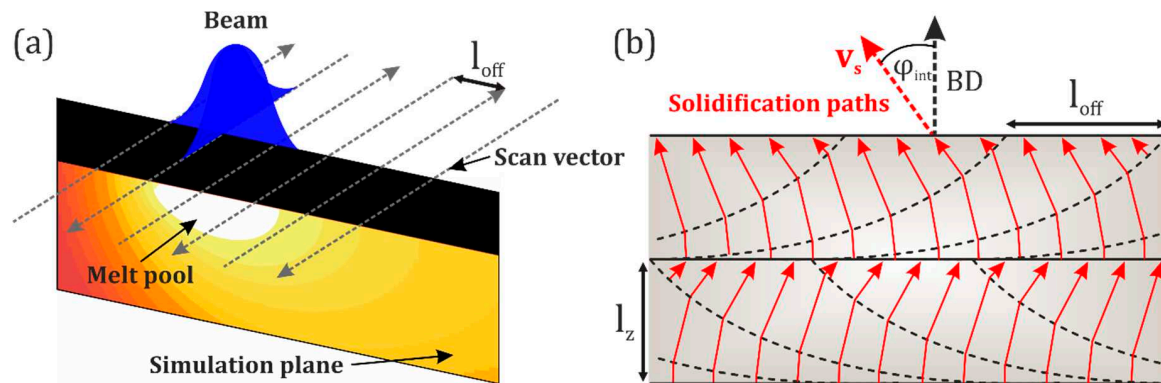 (a)
Beam
l_off
Scan vector
Melt pool
Simulation plane
(b)
v_s
φ_int
BD
Solidification paths
l_off
l_z